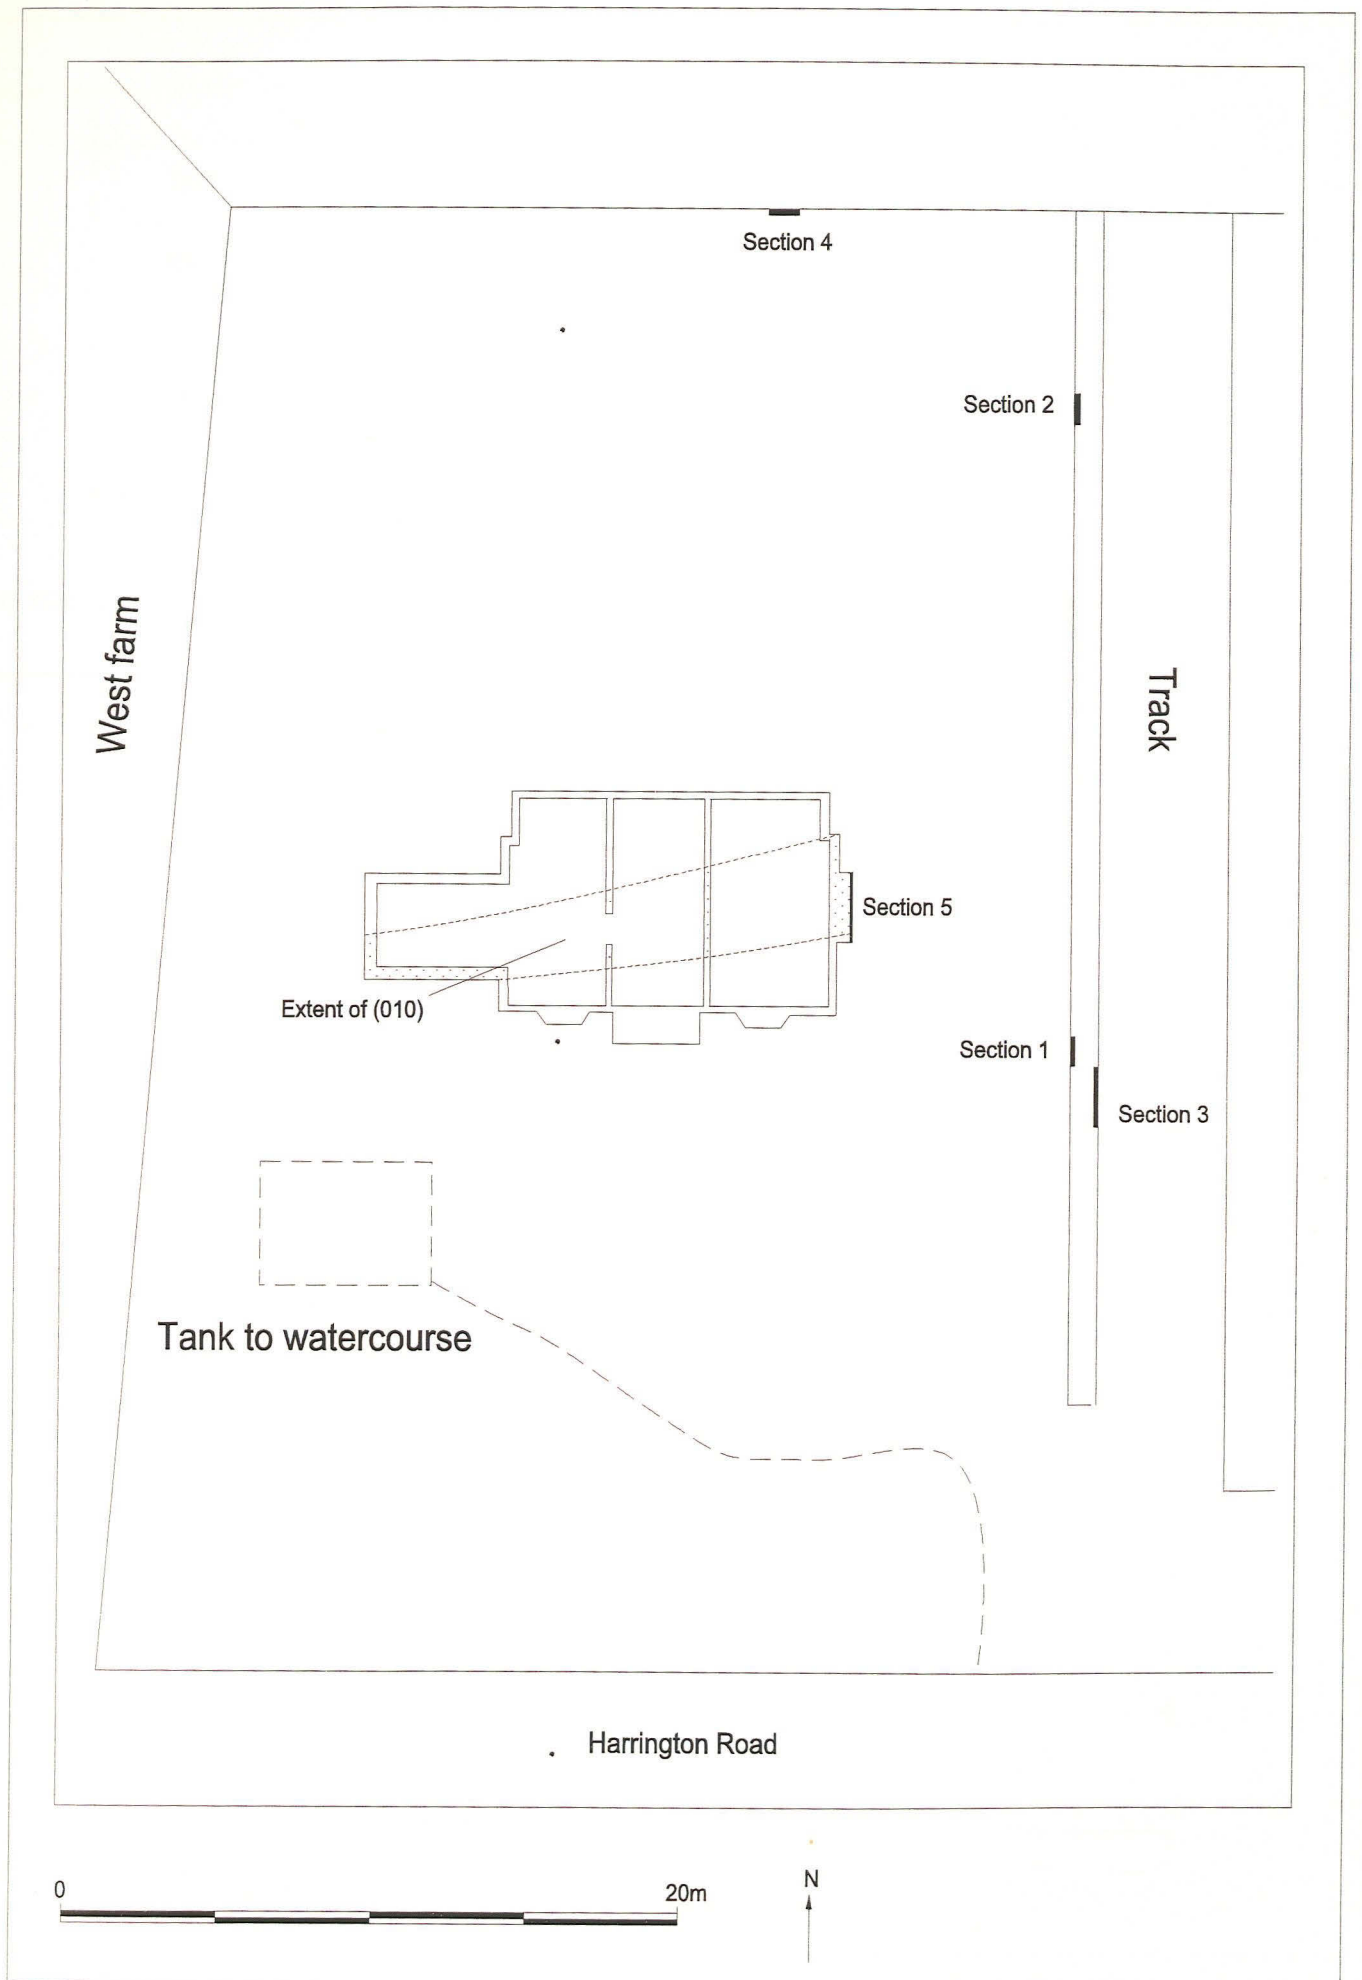 Section 4
Section 2
West farm
Track
Section 5
Extent of (010)
Section 1
Section 3
Tank to watercourse
Harrington Road
0
20m
N